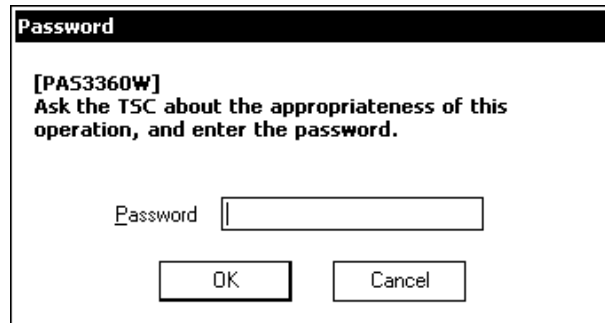 Password
[PAS3360W]
Ask the TSC about the appropriateness of this
operation, and enter the password.
Password
OK
Cancel